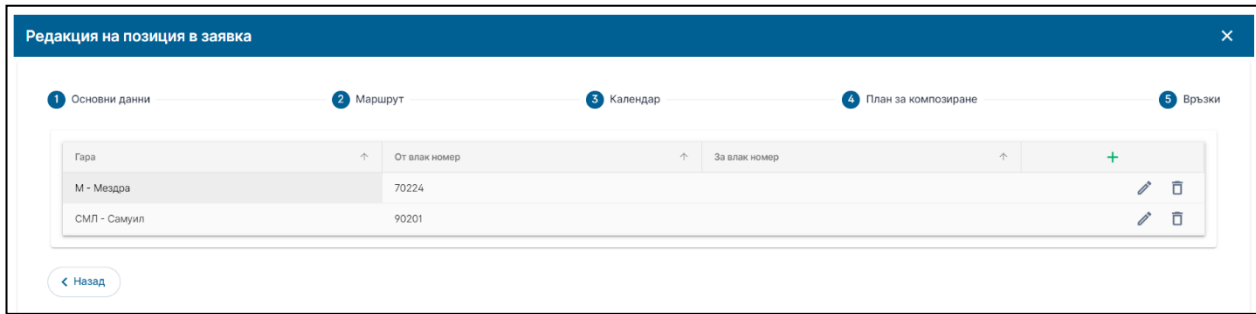 Редакция на позиция в заявка
1 Основни данни 2 Маршрут 3 Календар 4 План за композиране 5 Връзки
Гара От влак номер За влак номер
М - Мездра 70224
СМЛ - Самуил 90201
Назад